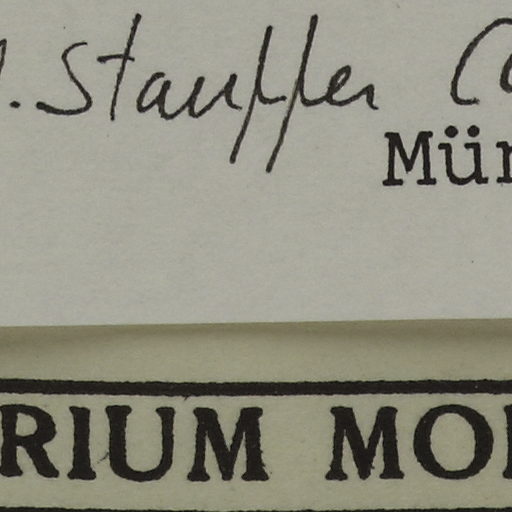 . Stauffer
Mün
RIUM MO